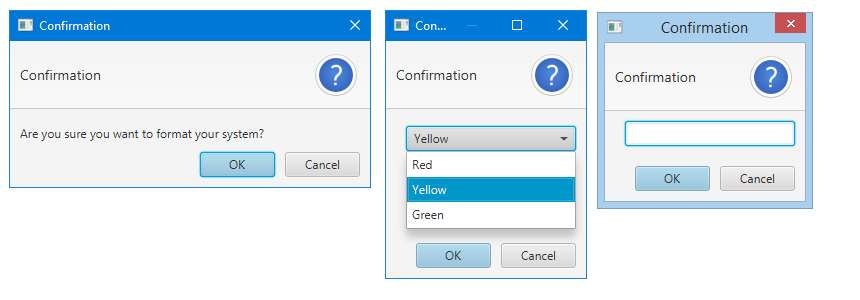 Confirmation
Confirmation
?
Are you sure you want to format your system?
OK
Cancel
Con...
Confirmation
?
Yellow
Red
Yellow
Green
OK
Cancel
Confirmation
Confirmation
?
OK
Cancel